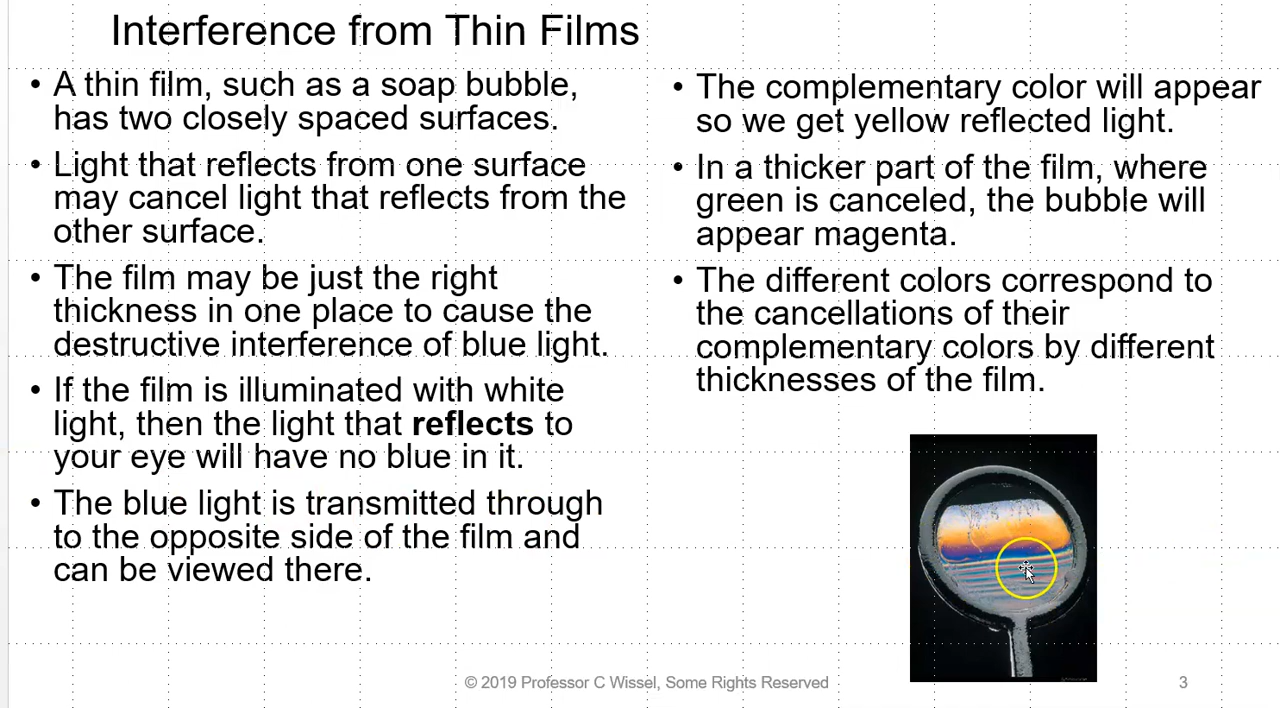 Interference from Thin Films
• A thin film, such as a soap bubble,
has two closely spaced surfaces.
• Light that reflects from one surface
may cancel light that reflects from the
other surface.
• The film may be just the right
thickness in one place to cause the
destructive interference of blue light.
• If the film is illuminated with white
light, then the light that reflects to
your eye will have no blue in it.
• The blue light is transmitted through
to the opposite side of the film and
can be viewed there.
• The complementary color will appear
so we get yellow reflected light.
• In a thicker part of the film, where
green is canceled, the bubble will
appear magenta.
• The different colors correspond to
the cancellations of their
complementary colors by different
thicknesses of the film.
© 2019 Professor C Wissel, Some Rights Reserved
3